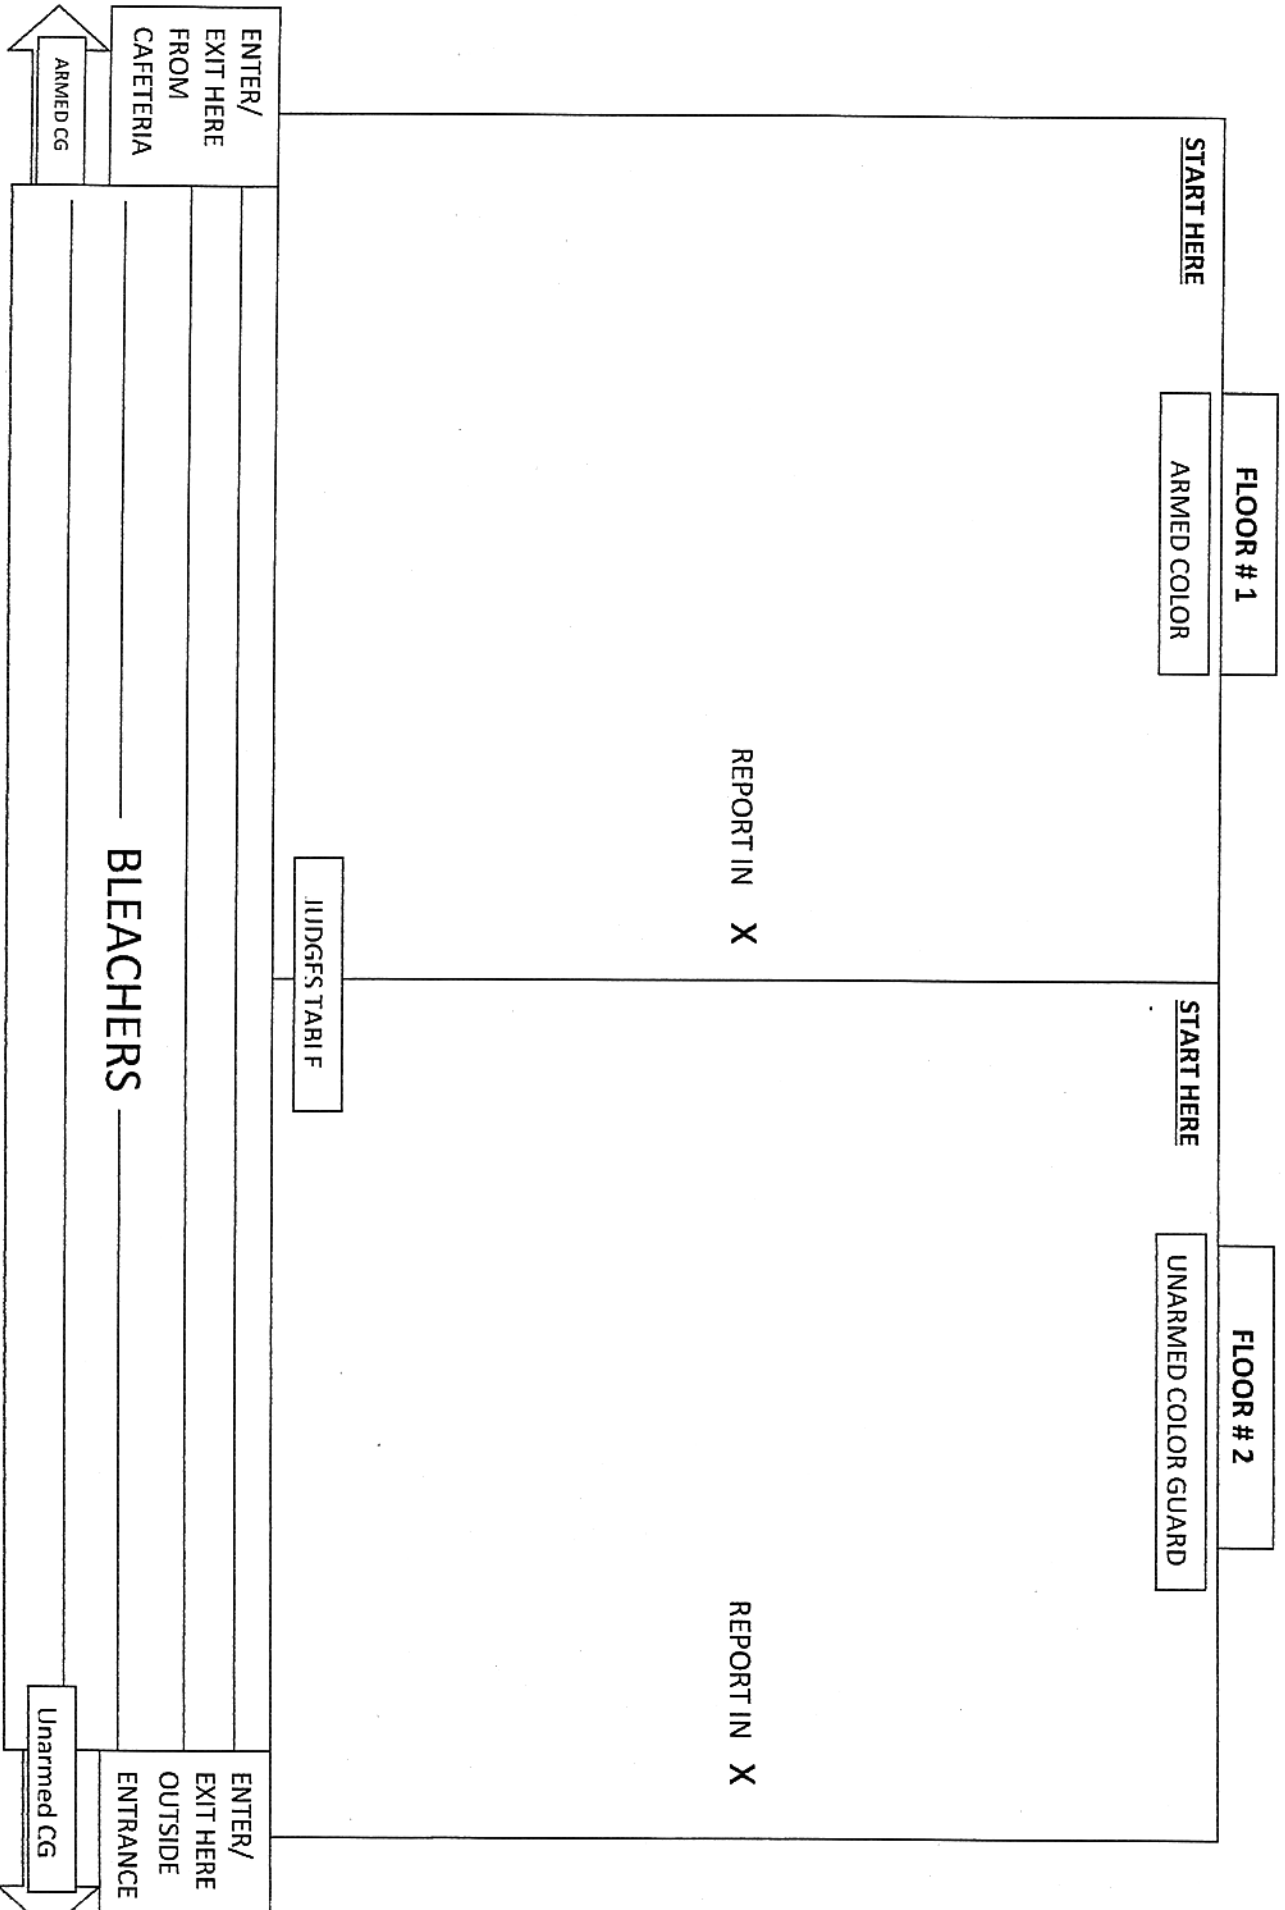 FLOOR # 1
FLOOR # 2
ARMED COLOR
UNARMED COLOR GUARD
START HERE
START HERE
REPORT IN X
REPORT IN X
JUDGES TABLE
ENTER/
EXIT HERE
FROM
CAFETERIA
ENTER/
EXIT HERE
OUTSIDE
ENTRANCE
BLEACHERS
ARMED CG
Unarmed CG